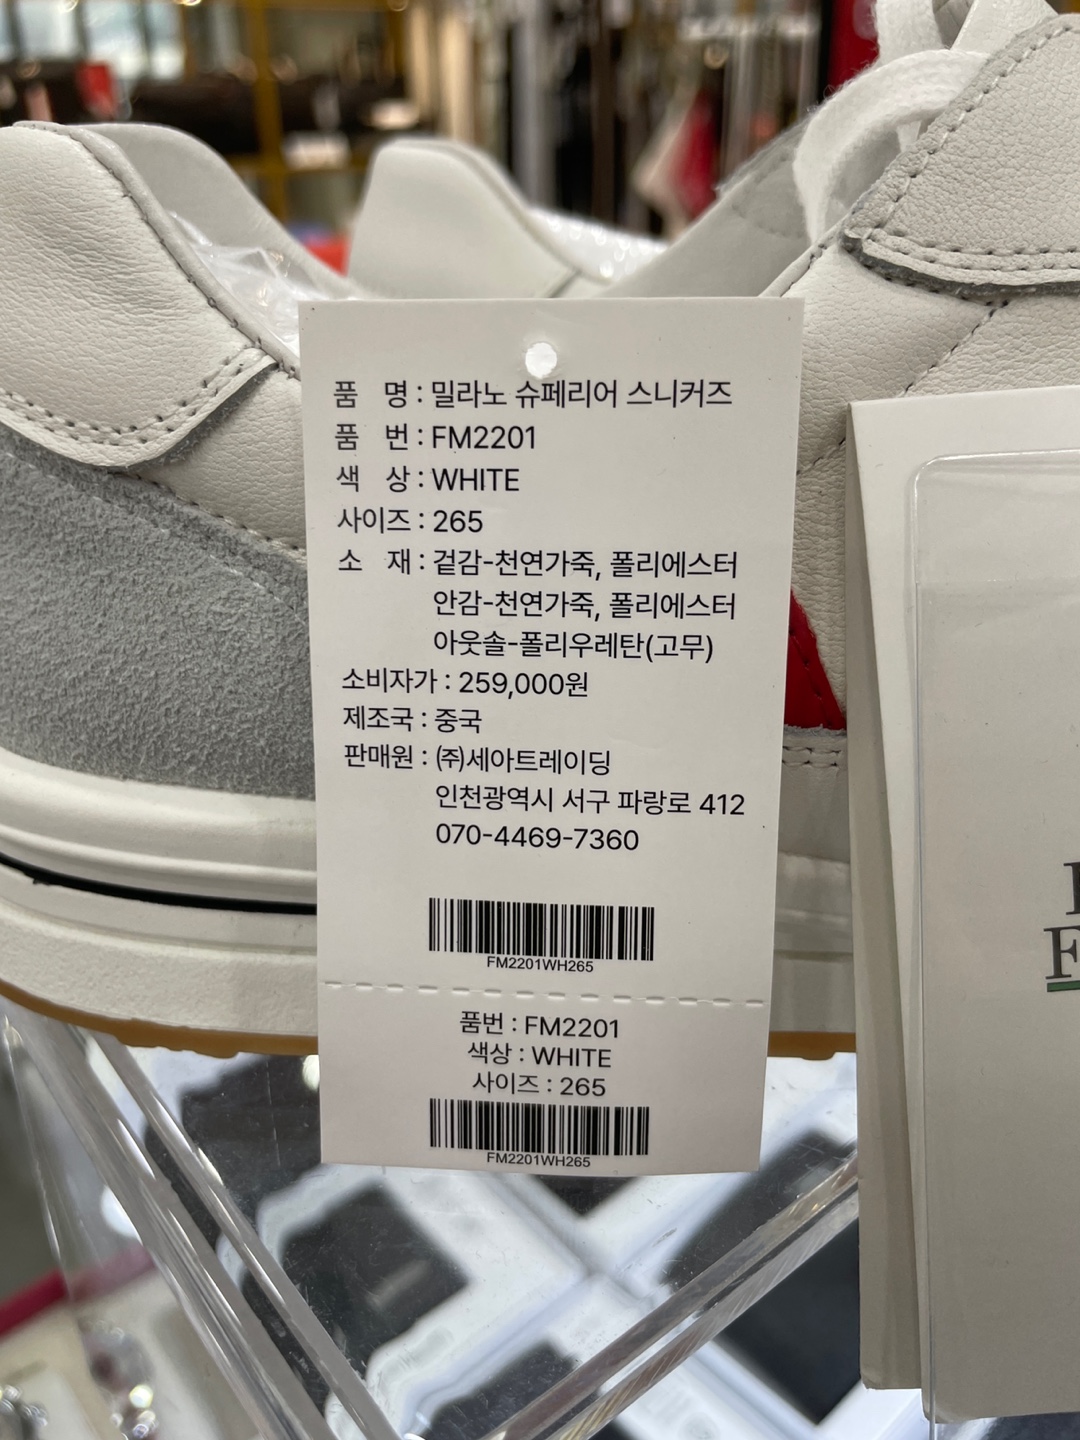 품 명 : 밀라노 슈페리어 스니커즈
품 번 : FM2201
색 상 : WHITE
사이즈 : 265
소 재 : 겉감-천연가죽, 폴리에스터
안감-천연가죽, 폴리에스터
아웃솔-폴리우레탄(고무)
소비자가 : 259,000원
제조국 : 중국
판매원 : ㈜세아트레이딩
인천광역시 서구 파랑로 412
070-4469-7360
FM2201WH265
품번 : FM2201
색상 : WHITE
사이즈 : 265
FM2201WH265